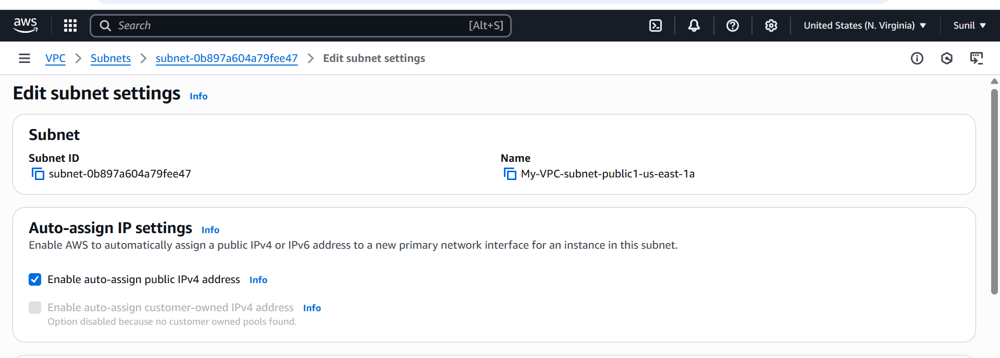 aws
Search [Alt+S]
United States (N. Virginia)
Sunil
VPC
Subnets
subnet-0b897a604a79fee47
Edit subnet settings
Edit subnet settings Info
Subnet
Subnet ID
subnet-0b897a604a79fee47
Name
My-VPC-subnet-public1-us-east-1a
Auto-assign IP settings Info
Enable AWS to automatically assign a public IPv4 or IPv6 address to a new primary network interface for an instance in this subnet.
Enable auto-assign public IPv4 address Info
Enable auto-assign customer-owned IPv4 address Info
Option disabled because no customer owned pools found.